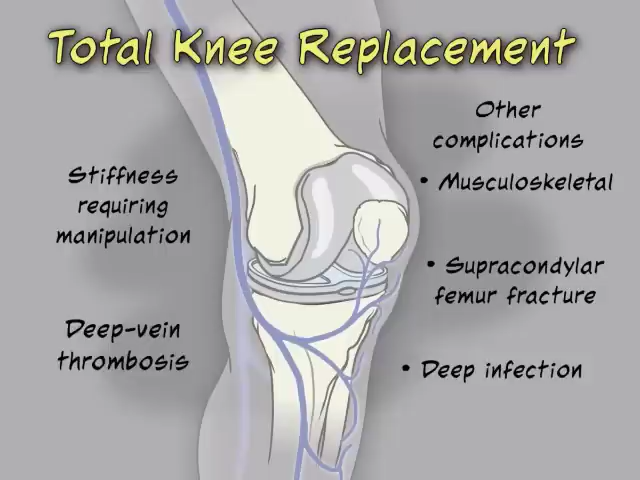 Total Knee Replacement
Stiffness
requiring
manipulation
Deep-vein
thrombosis
Other
complications
• Musculoskeletal
• Supracondylar
femur fracture
• Deep infection